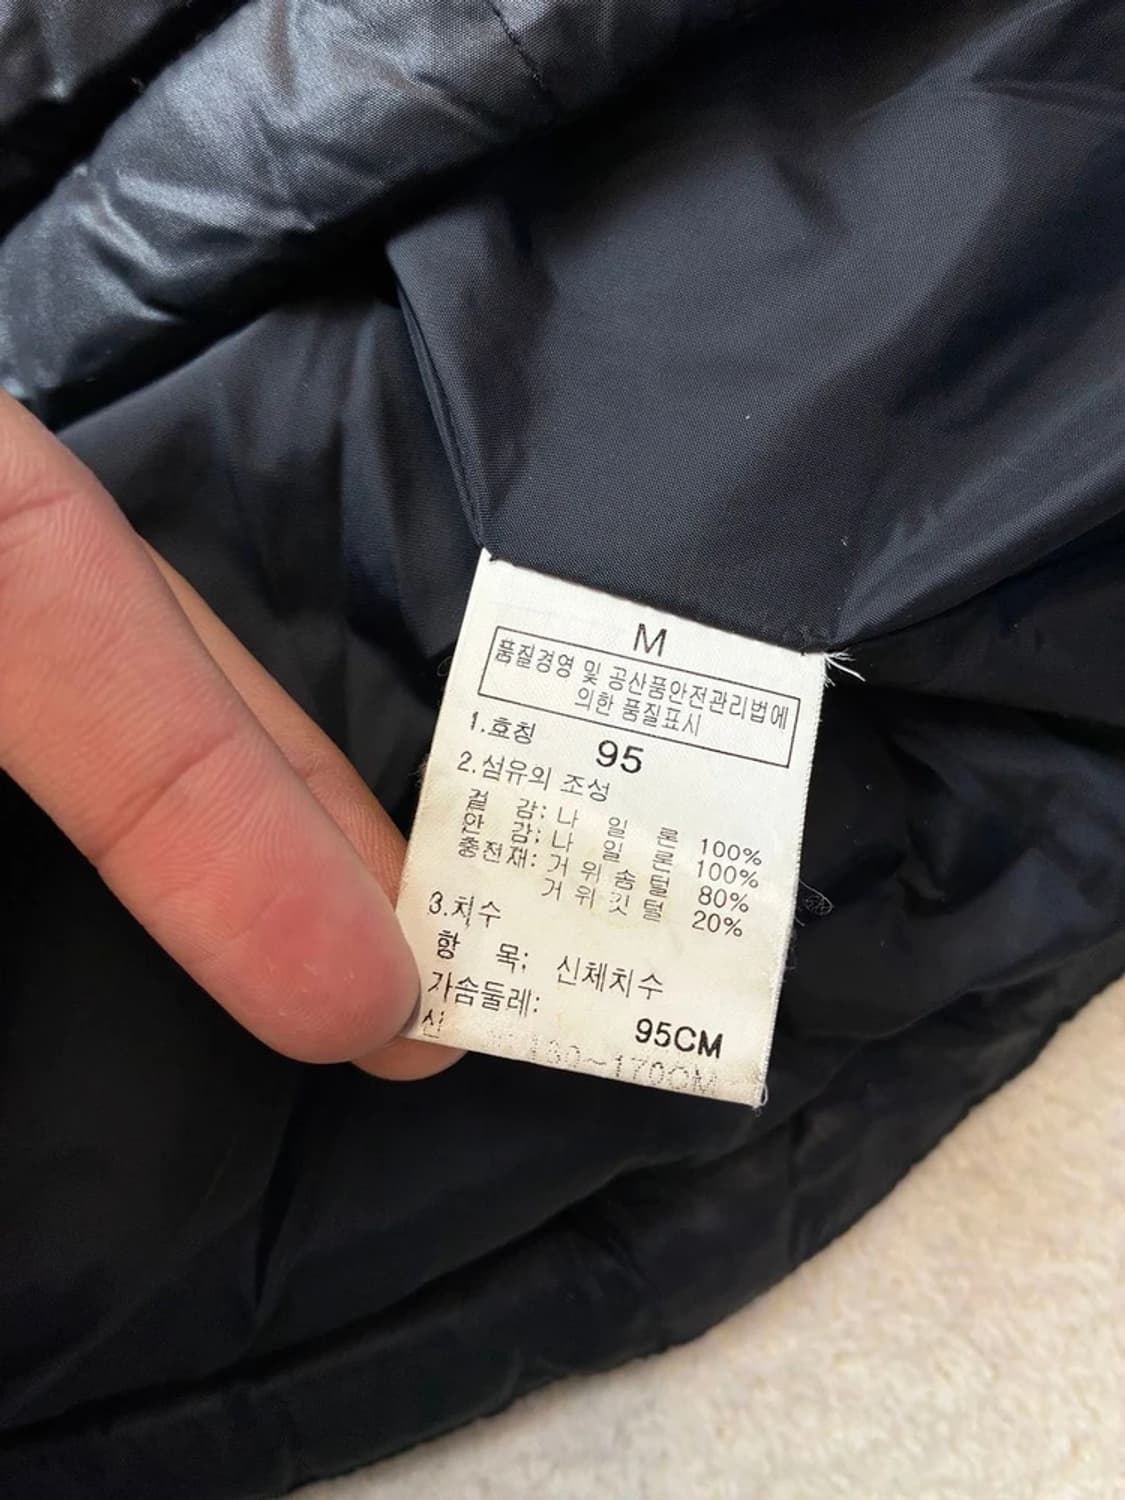 M
품질경영 및 공산품안전관리법에
의한 품질표시
1.호칭 95
2.섬유의 조성
겉 감: 나 일 론 100%
안 감: 나 일 론 100%
충전재: 거 위 솜 털 80%
거 위 깃 털 20%
3.치수
항 목; 신체치수
가슴둘레: 95CM
신 ~170CM